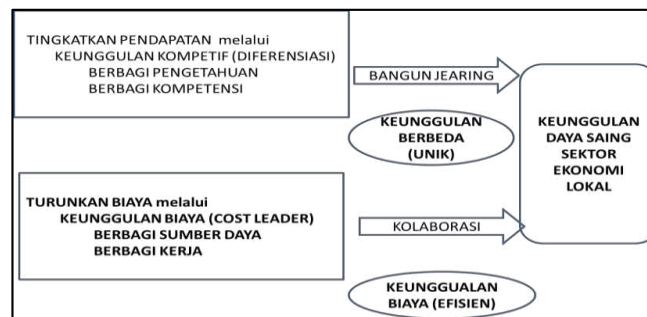 TINGKATKAN PENDAPATAN melalui
KEUNGGULAN KOMPETIF (DIFERENSIASI)
BERBAGI PENGETAHUAN
BERBAGI KOMPETENSI
BANGUN JEARING
KEUNGGULAN
BERBEDA
(UNIK)
TURUNKAN BIAYA melalui
KEUNGGULAN BIAYA (COST LEADER)
BERBAGI SUMBER DAYA
BERBAGI KERJA
KOLABORASI
KEUNGGUALAN
BIAYA (EFISIEN)
KEUNGGULAN
DAYA SAING
SEKTOR
EKONOMI
LOKAL